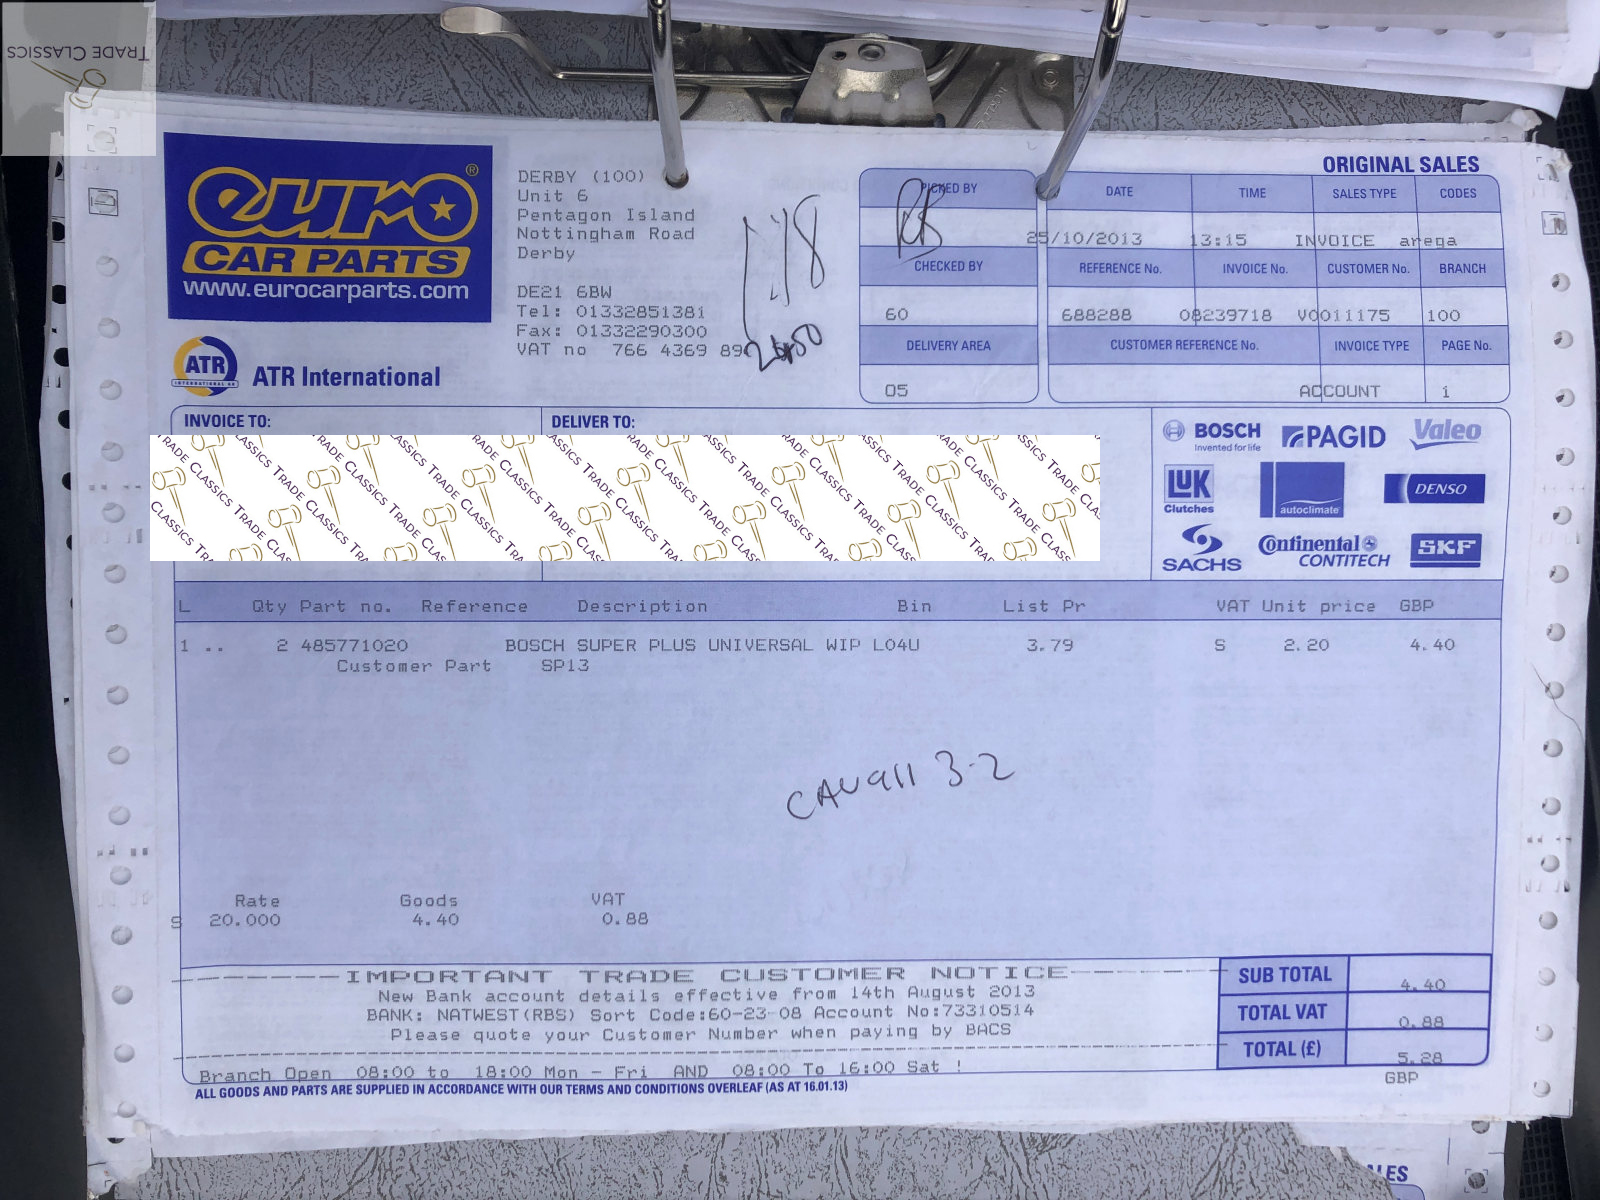 TRADE CLASSICS
euro®
CAR PARTS
www.eurocarparts.com
ATR
INTERNATIONAL AG
ATR International
DERBY (100)
Unit 6
Pentagon Island
Nottingham Road
Derby
DE21 6BW
Tel: 01332851381
Fax: 01332290300
VAT no 766 4369 89
ORIGINAL SALES
PICKED BY
RB
CHECKED BY
60
DELIVERY AREA
05
DATE TIME SALES TYPE CODES
25/10/2013 13:15 INVOICE arega
REFERENCE No. INVOICE No. CUSTOMER No. BRANCH
688288 08239718 V0011175 100
CUSTOMER REFERENCE No. INVOICE TYPE PAGE No.
ACCOUNT 1
INVOICE TO: DELIVER TO:
BOSCH
Invented for life
PAGID
Valeo
LUK
Clutches
autoclimate
DENSO
SACHS
Continental
CONTITECH
SKF
L Qty Part no. Reference Description Bin List Pr VAT Unit price GBP
1 .. 2 485771020 BOSCH SUPER PLUS UNIVERSAL WIP L04U 3.79 S 2.20 4.40
Customer Part SP13
CAVALL 3-2
Rate Goods VAT
S 20.000 4.40 0.88
IMPORTANT TRADE CUSTOMER NOTICE
New Bank account details effective from 14th August 2013
BANK: NATWEST(RBS) Sort Code:60-23-08 Account No:73310514
Please quote your Customer Number when paying by BACS
Branch Open 08:00 to 18:00 Mon - Fri AND 08:00 To 16:00 Sat !
SUB TOTAL 4.40
TOTAL VAT 0.88
TOTAL (£) 5.28
GBP
ALL GOODS AND PARTS ARE SUPPLIED IN ACCORDANCE WITH OUR TERMS AND CONDITIONS OVERLEAF (AS AT 16.01.13)